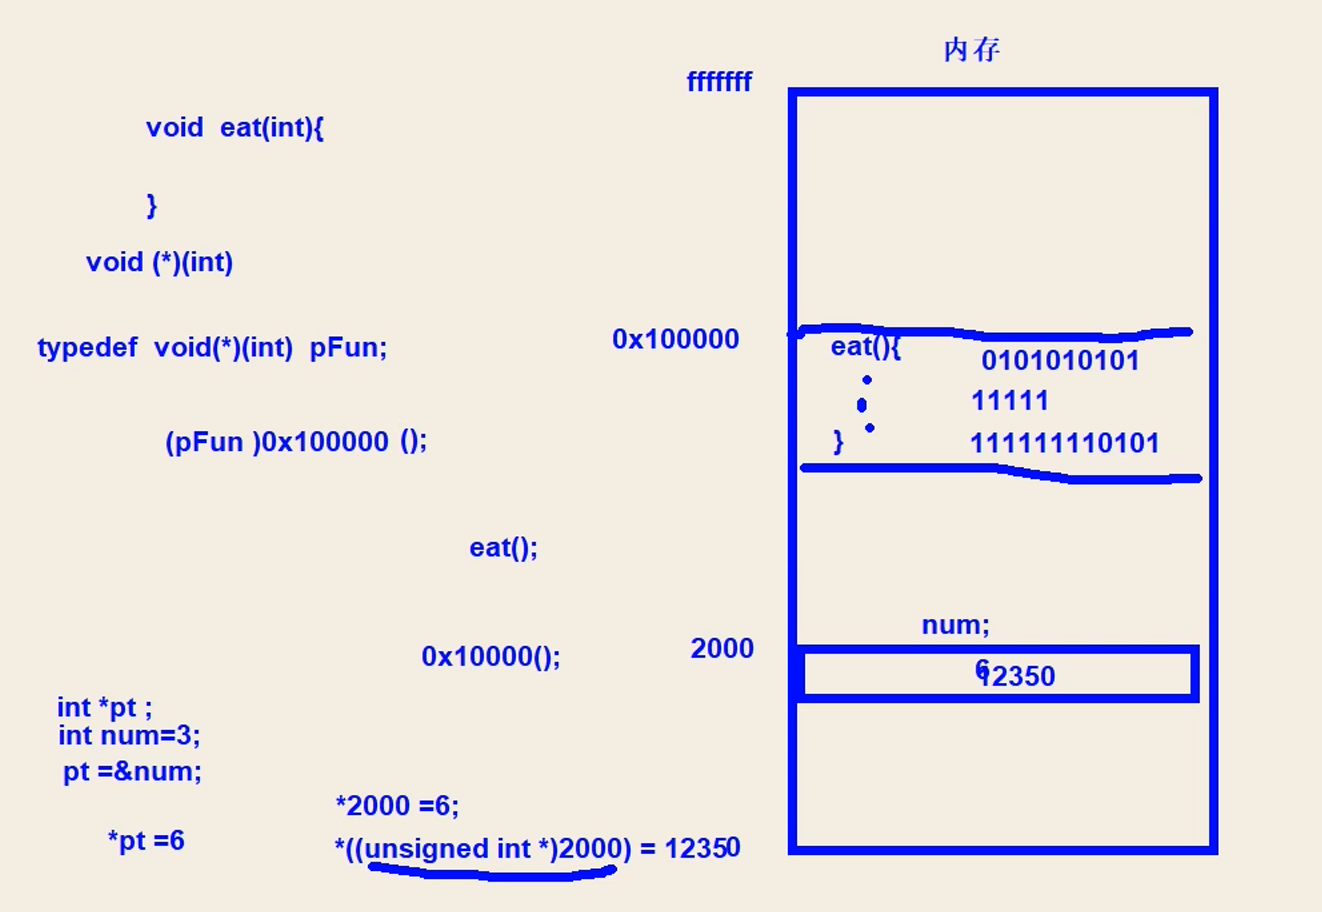 内存
fffffff
void eat(int){
}
void (*)(int)
typedef void(*)(int) pFun;
0x100000
eat(){
0101010101
11111
}
111111110101
(pFun )0x100000 ();
eat();
num;
0x10000();
2000
6
12350
int *pt ;
int num=3;
pt =&num;
*2000 =6;
*pt =6
*((unsigned int *)2000) = 12350